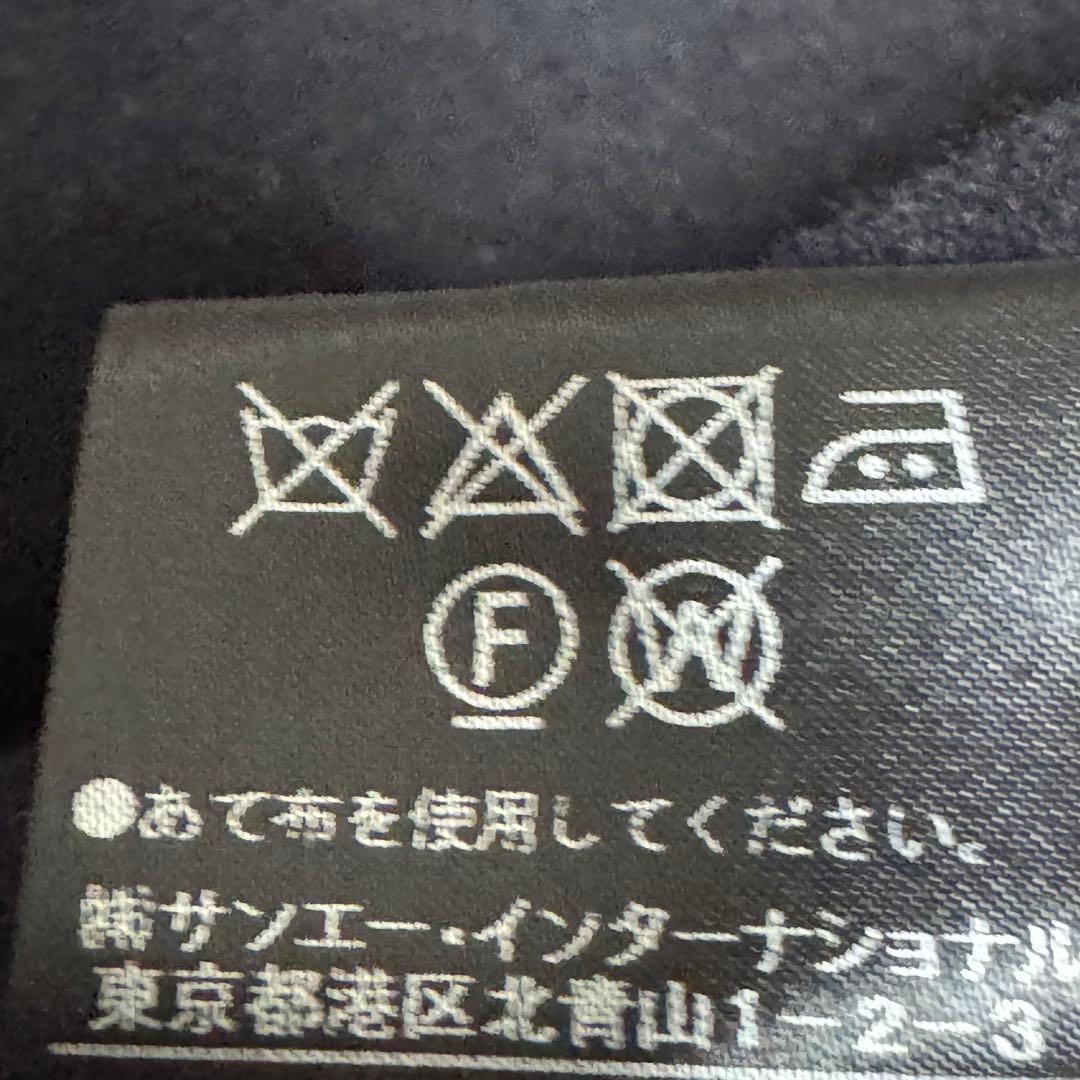 F W
●あて布を使用してください。
㈱サンエー・インターナショナル
東京都港区北青山1-2-3